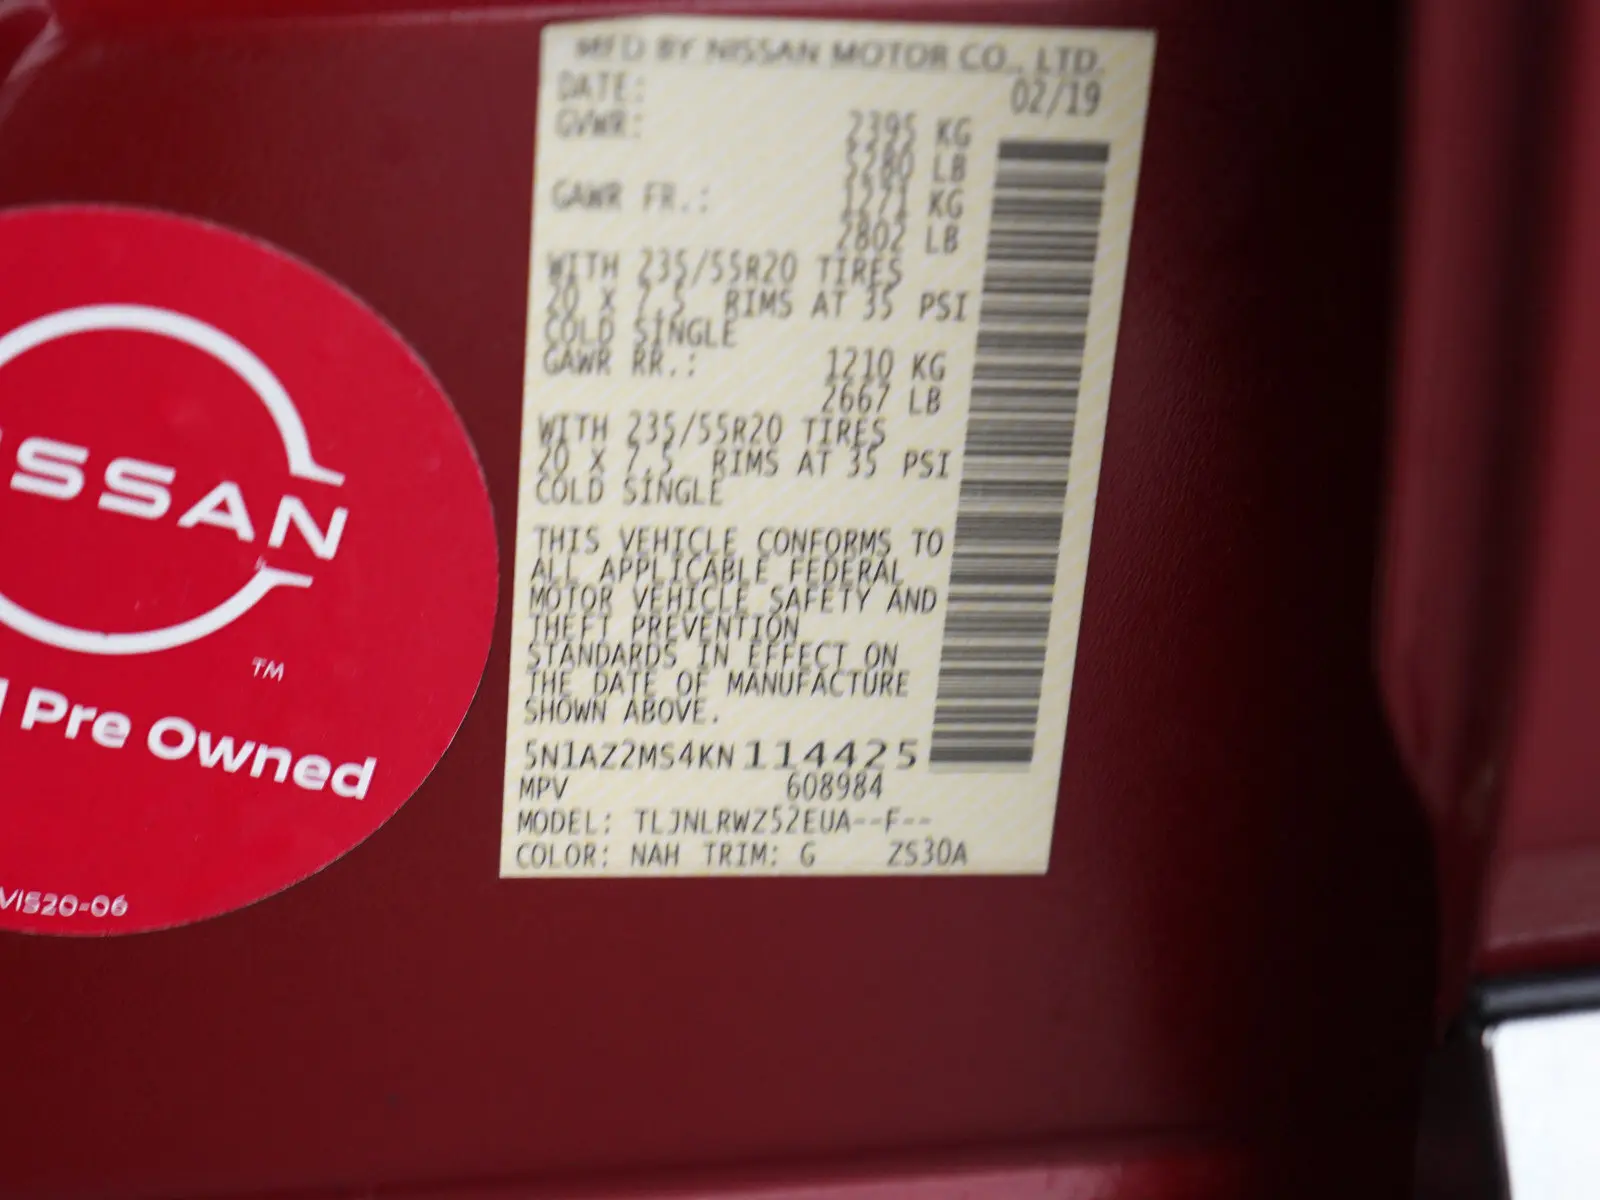 MFD BY NISSAN MOTOR CO., LTD.
DATE: 02/19
GVWR: 2395 KG
5280 LB
GAWR FR.: 1271 KG
2802 LB
WITH 235/55R20 TIRES
20 X 7.5 RIMS AT 35 PSI
COLD SINGLE
GAWR RR.: 1210 KG
2667 LB
WITH 235/55R20 TIRES
20 X 7.5 RIMS AT 35 PSI
COLD SINGLE
THIS VEHICLE CONFORMS TO
ALL APPLICABLE FEDERAL
MOTOR VEHICLE SAFETY AND
THEFT PREVENTION
STANDARDS IN EFFECT ON
THE DATE OF MANUFACTURE
SHOWN ABOVE.
5N1AZ2MS4KN114425
MPV 608984
MODEL: TLJNLRWZ52EUA--F--
COLOR: NAH TRIM: G ZS30A
ISSAN
TM
Pre Owned
VIS20-06